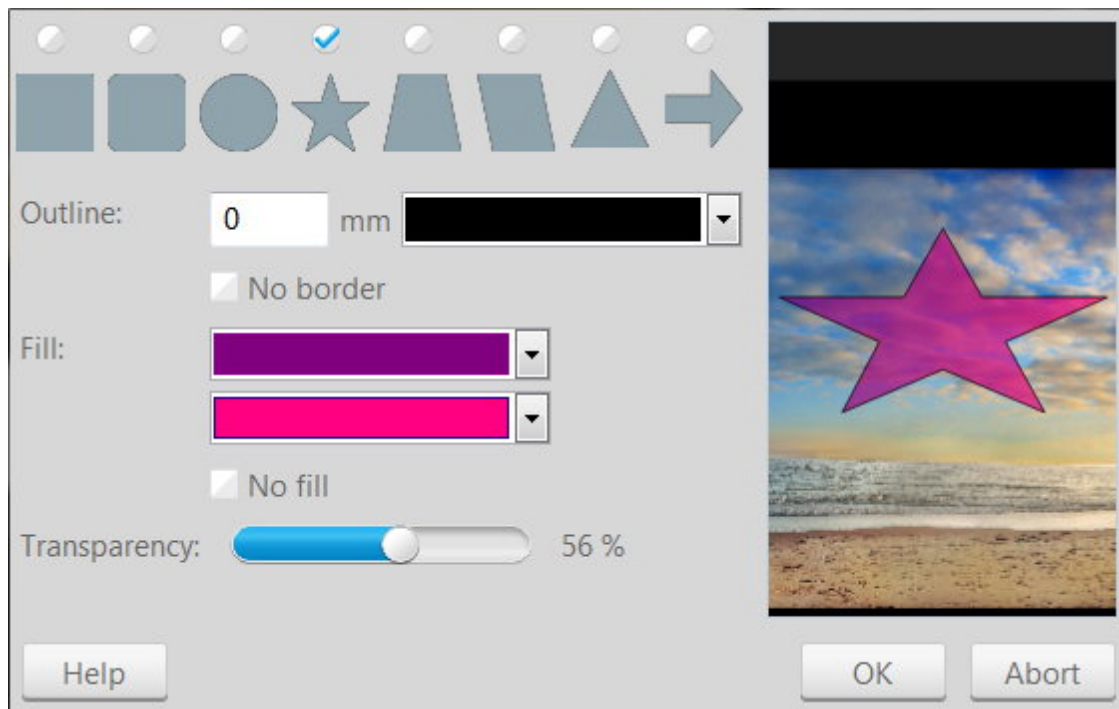 Outline:
0 mm
No border
Fill:
No fill
Transparency: 56 %
Help OK Abort